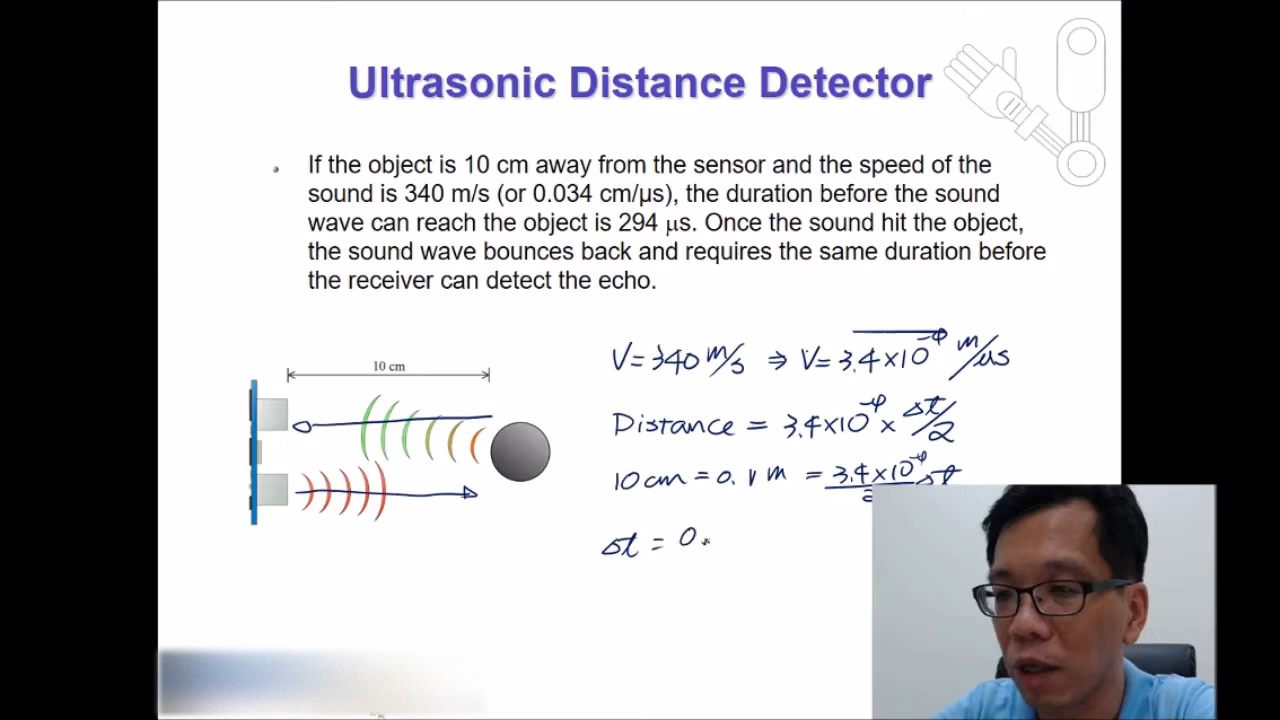 Ultrasonic Distance Detector
If the object is 10 cm away from the sensor and the speed of the
sound is 340 m/s (or 0.034 cm/µs), the duration before the sound
wave can reach the object is 294 µs. Once the sound hit the object,
the sound wave bounces back and requires the same duration before
the receiver can detect the echo.
10 cm
V = 340 m/s ⇒ V = 3.4 × 10⁻⁴ m/µs
Distance = 3.4 × 10⁻⁴ × Δt/2
10 cm = 0.1 m = 3.4 × 10⁻⁴/2 Δt
Δt = 0.